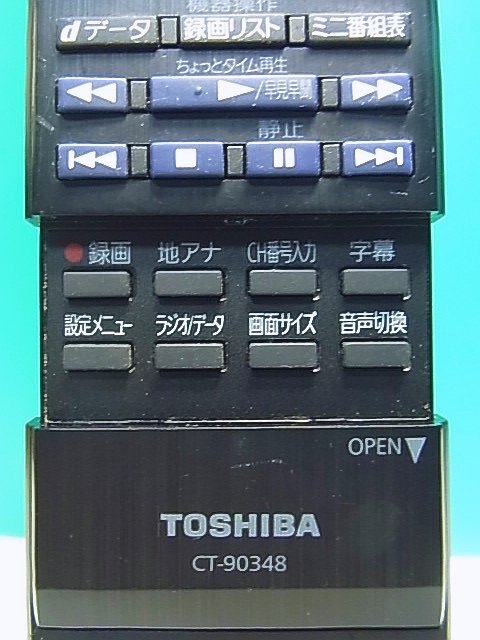 機器操作
dデータ 録画リスト ミニ番組表
ちょっとタイム再生
/早見早聞
静止
録画 地アナ CH番号入力 字幕
設定メニュー ラジオ/データ 画面サイズ 音声切換
OPEN
TOSHIBA
CT-90348